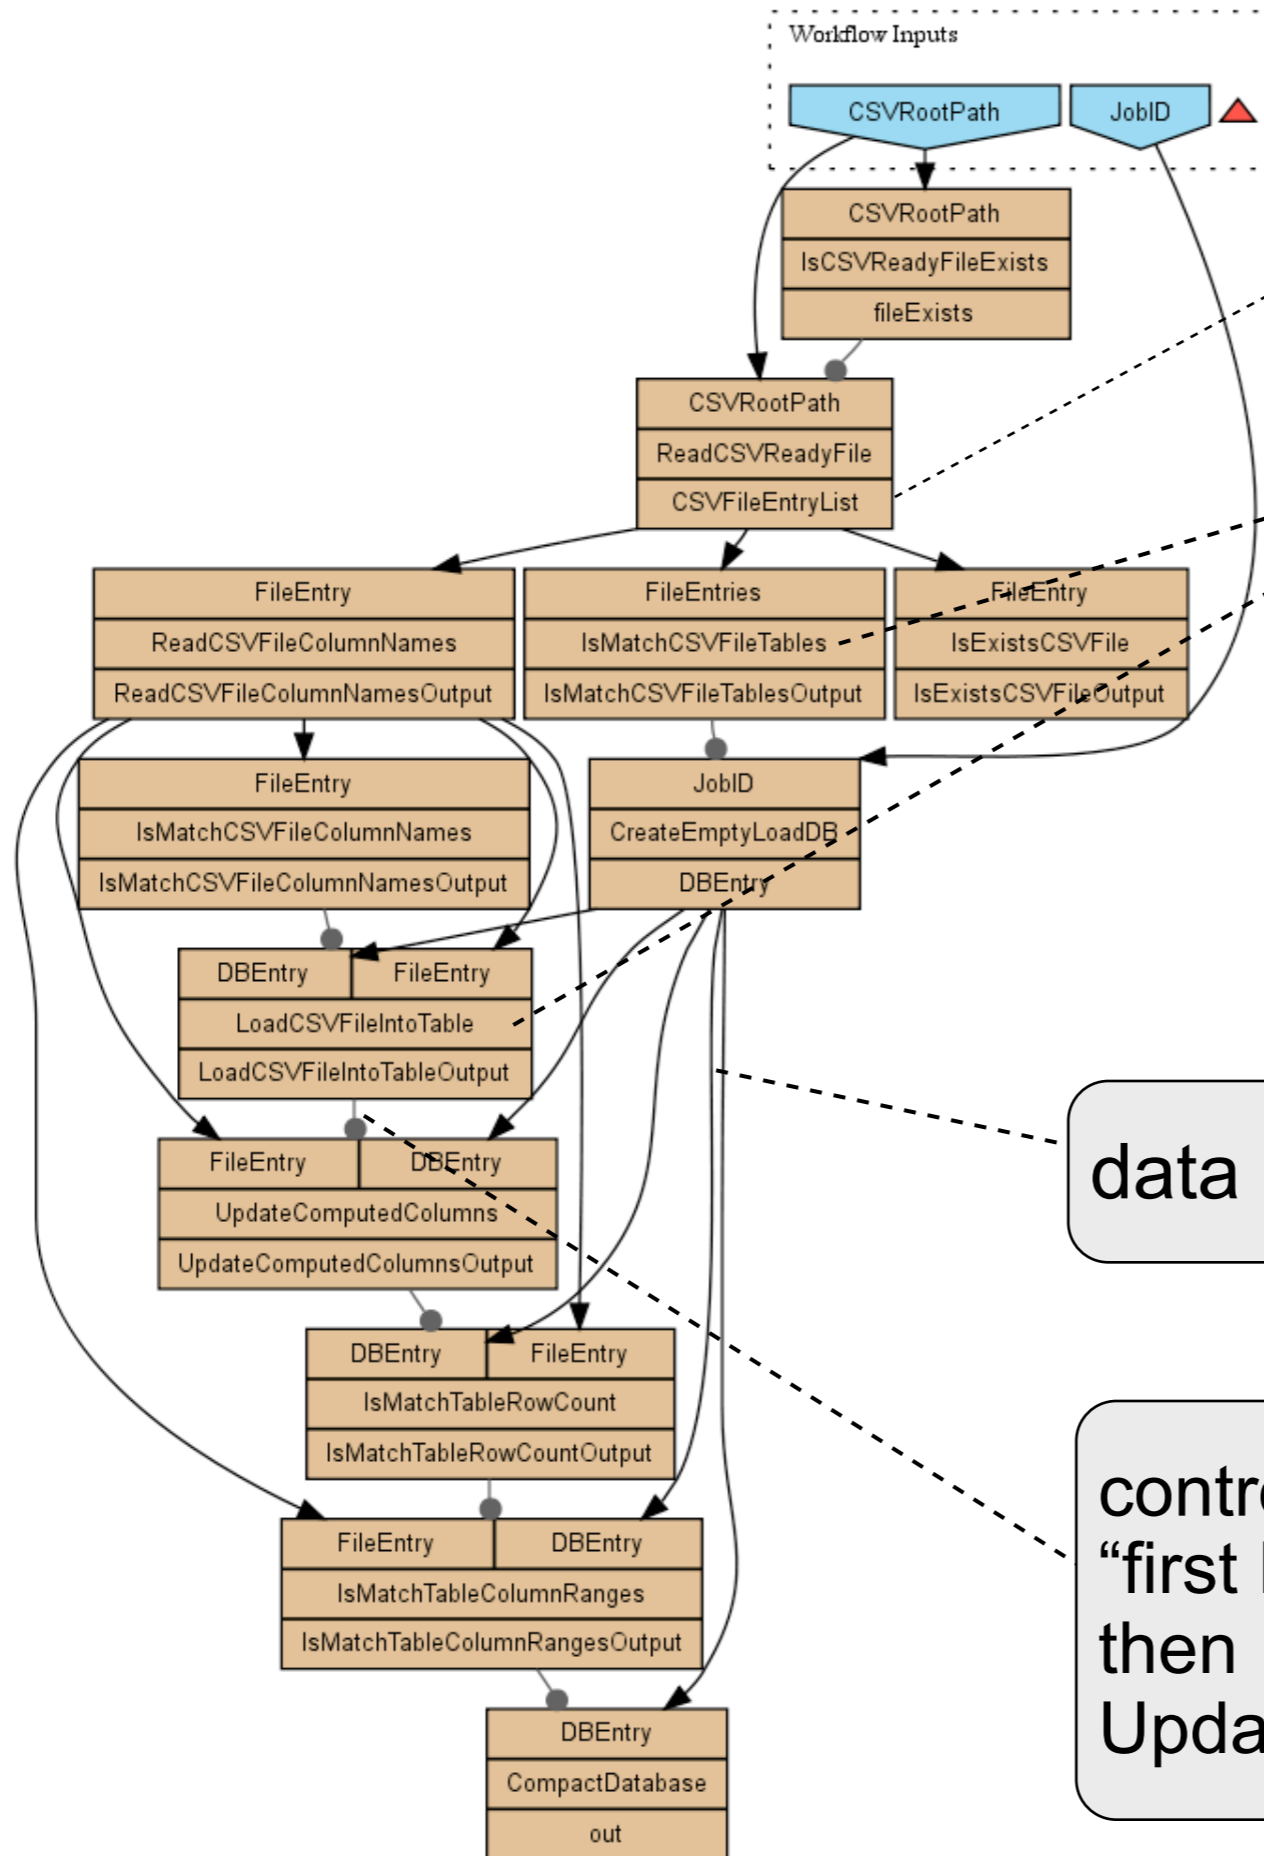 Workflow Inputs
CSVRootPath
JobID
CSVRootPath
IsCSVReadyFileExists
fileExists
CSVRootPath
ReadCSVReadyFile
CSVFileEntryList
FileEntry
ReadCSVFileColumnNames
ReadCSVFileColumnNamesOutput
FileEntries
IsMatchCSVFileTables
IsMatchCSVFileTablesOutput
FileEntry
IsExistsCSVFile
IsExistsCSVFileOutput
FileEntry
IsMatchCSVFileColumnNames
IsMatchCSVFileColumnNamesOutput
JobID
CreateEmptyLoadDB
DBEntry
DBEntry FileEntry
LoadCSVFileIntoTable
LoadCSVFileIntoTableOutput
data
FileEntry DBEntry
UpdateComputedColumns
UpdateComputedColumnsOutput
DBEntry FileEntry
IsMatchTableRowCount
IsMatchTableRowCountOutput
FileEntry DBEntry
IsMatchTableColumnRanges
IsMatchTableColumnRangesOutput
“first
then
DBEntry
CompactDatabase
out